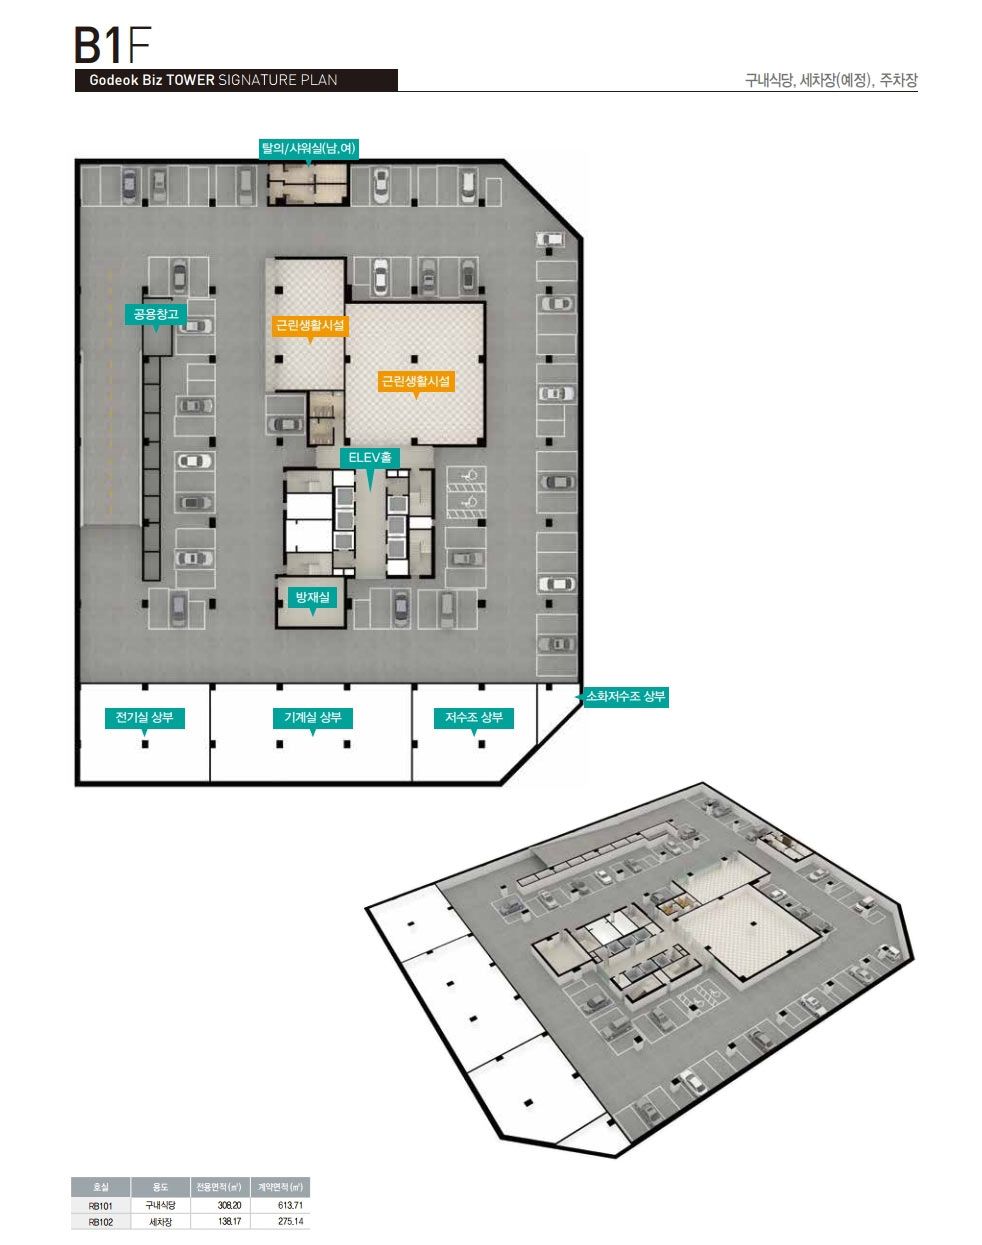 B1F
Godeok Biz TOWER SIGNATURE PLAN
구내식당, 세차장(예정), 주차장
탈의/샤워실(남,여)
공용창고
근린생활시설
근린생활시설
ELEV홀
방재실
소화저수조 상부
전기실 상부
기계실 상부
저수조 상부
호실 용도 전용면적(㎡) 계약면적(㎡)
RB101 구내식당 308.20 613.71
RB102 세차장 138.17 275.14